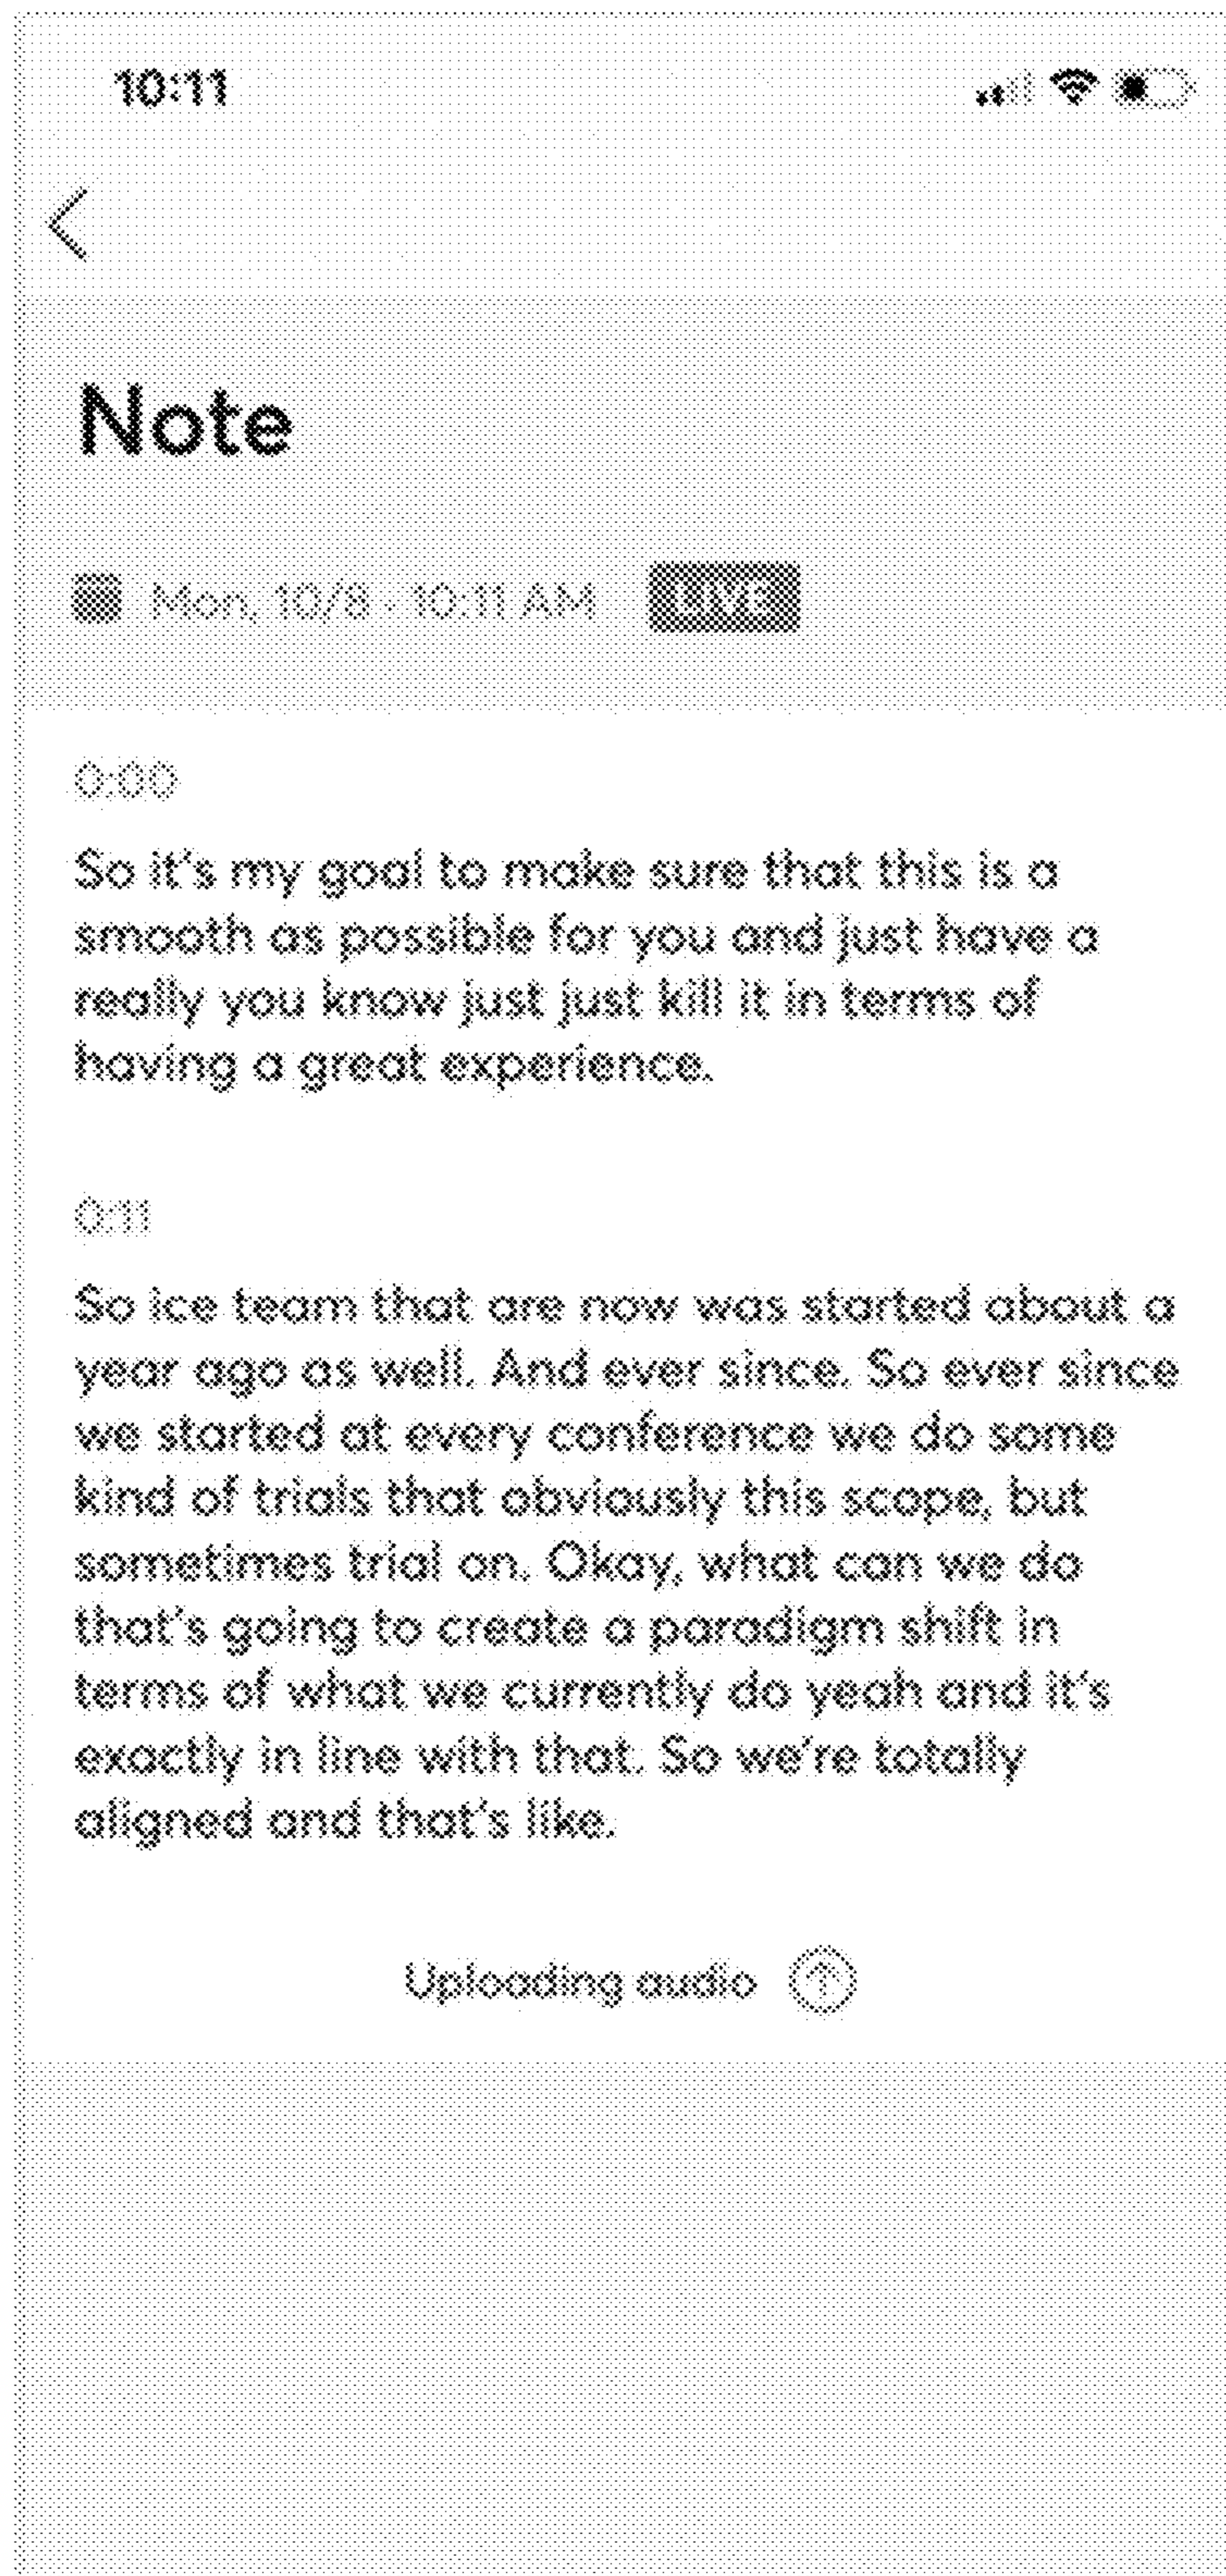 10:11
Note
Mon, 10/8 · 10:11 AM LIVE
0:00
So it's my goal to make sure that this is a
smooth as possible for you and just have a
really you know just just kill it in terms of
having a great experience.
0:11
So ice team that are now was started about a
year ago as well. And ever since. So ever since
we started at every conference we do some
kind of trials that obviously this scope, but
sometimes trial on. Okay, what can we do
that's going to create a paradigm shift in
terms of what we currently do yeah and it's
exactly in line with that. So we're totally
aligned and that's like.
Uploading audio